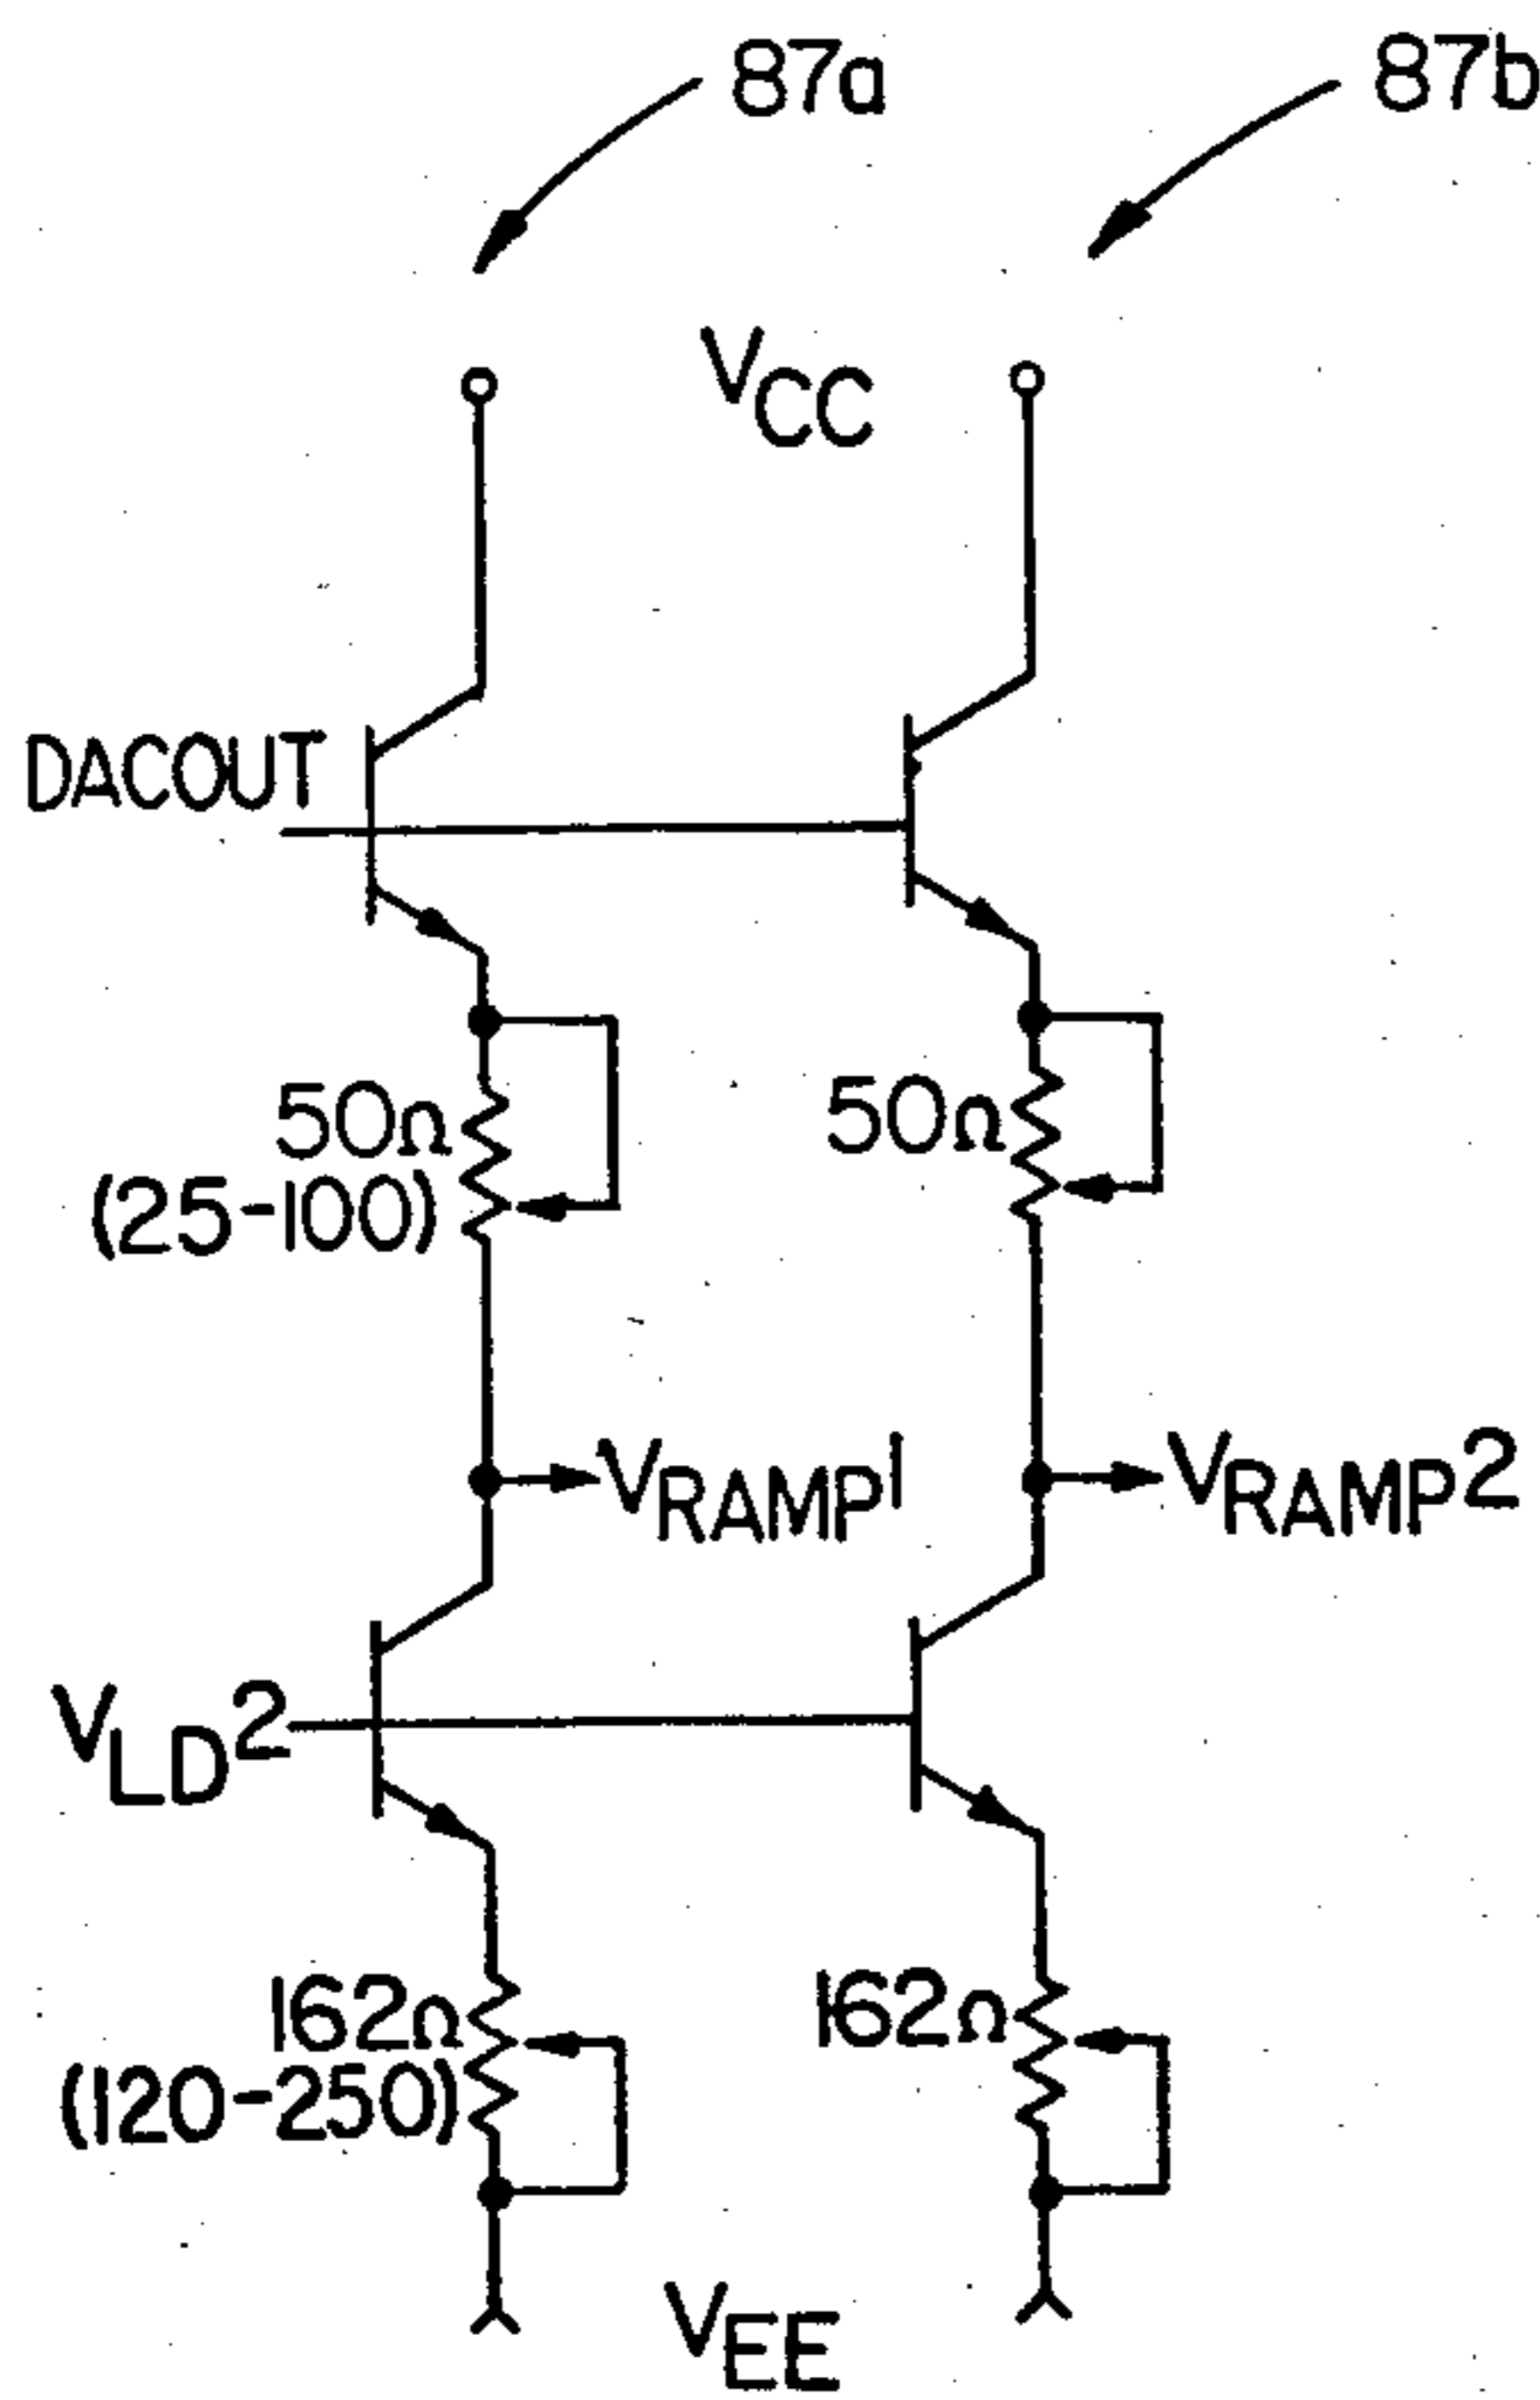 87a
87b
VCC
DACOUT
50Ω
(25-100)
50Ω
VRAMP1
VRAMP2
VLD2
162Ω
(120-250)
162Ω
VEE